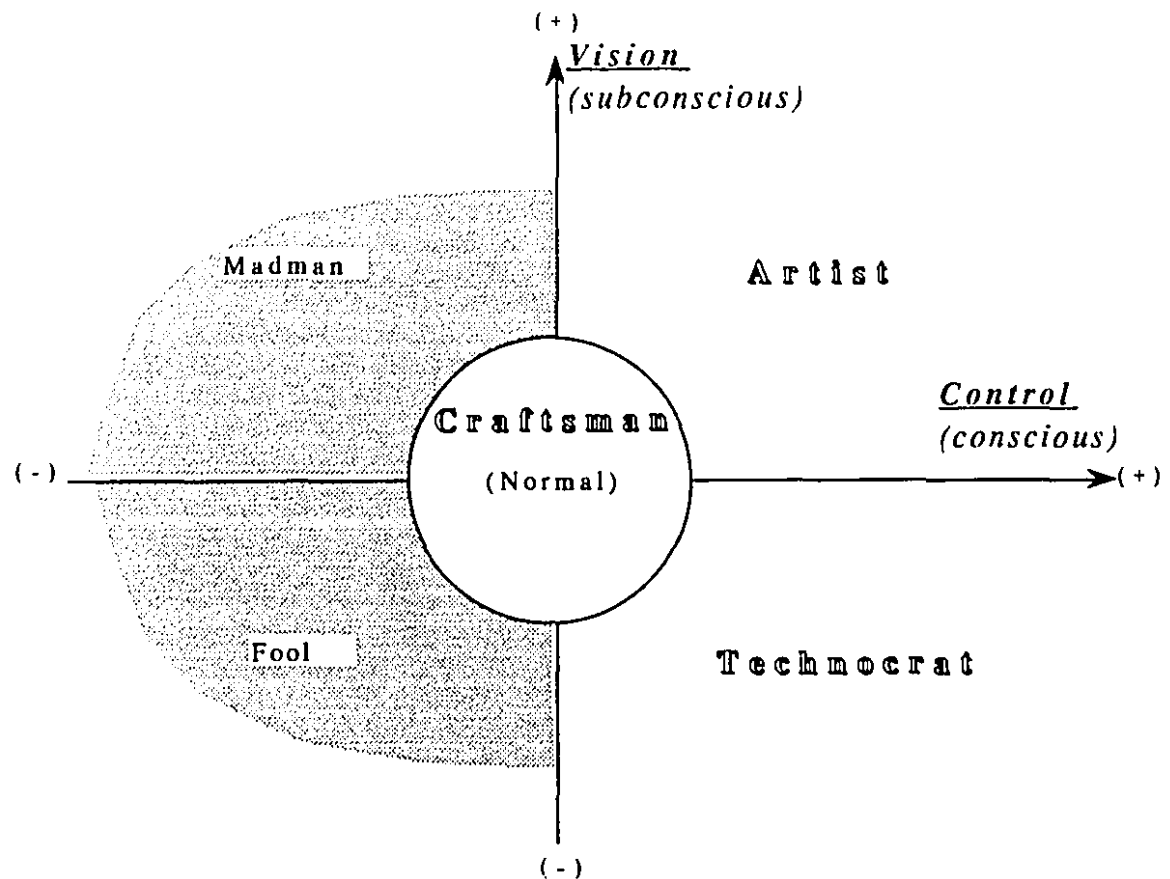 (+)
Vision
(subconscious)
Madman
Artist
Craftsman
(Normal)
Control
(conscious)
(-)
(+)
Fool
Technocrat
(-)